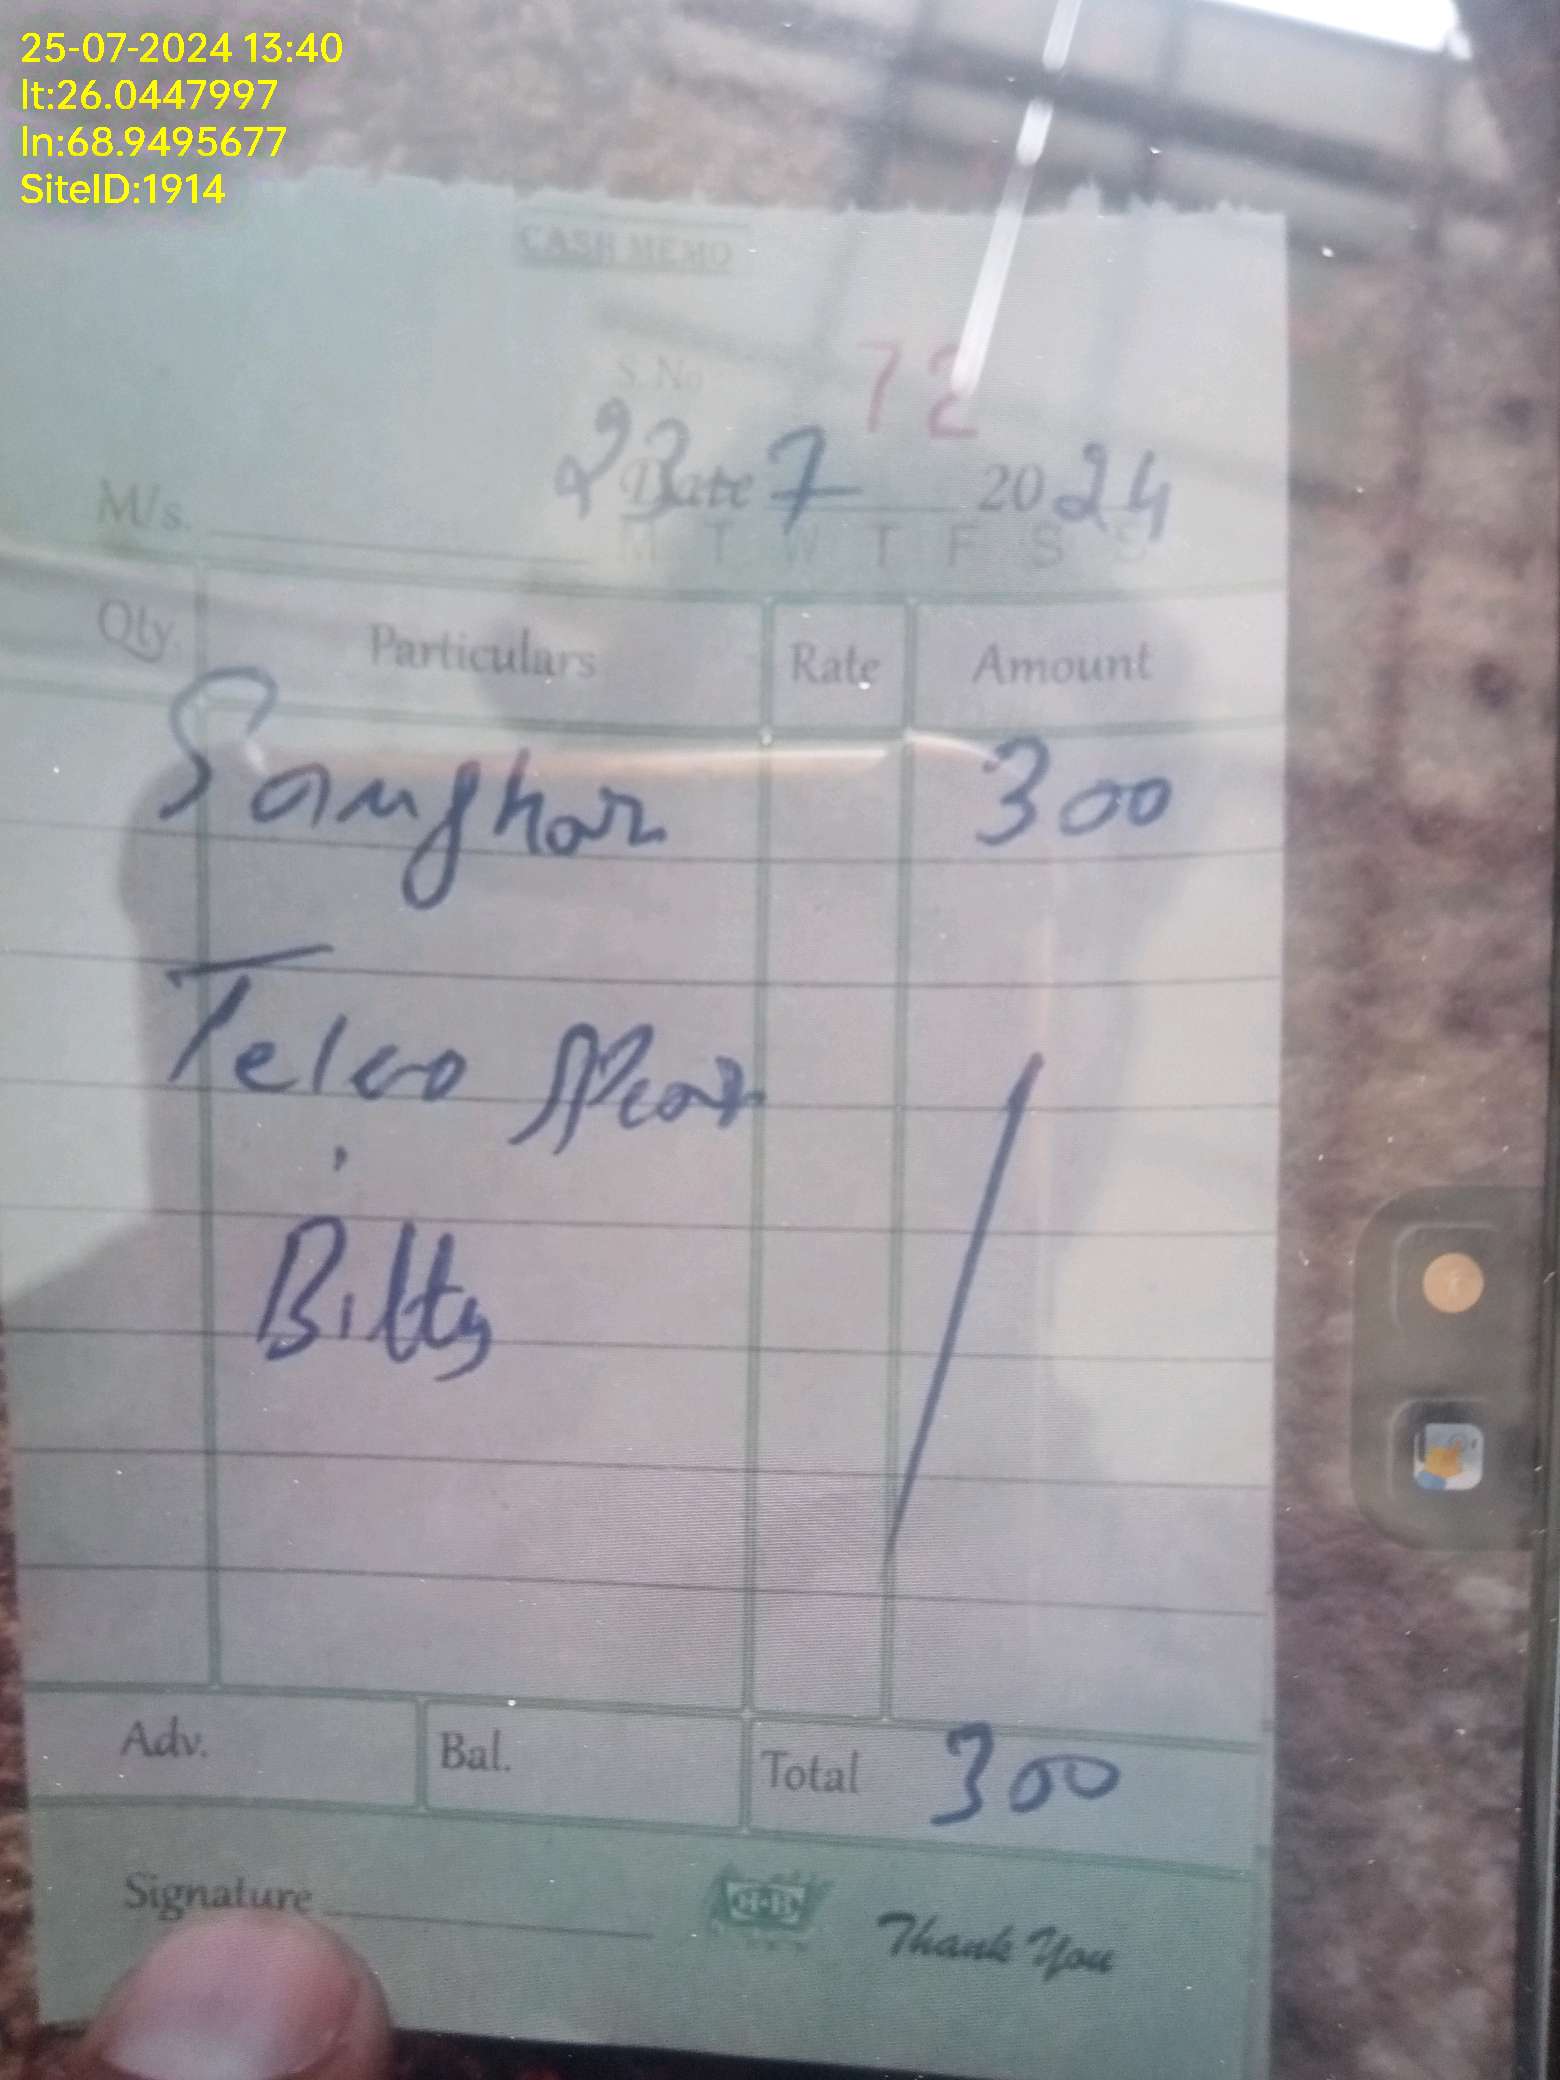 25-07-2024 13:40
lt:26.0447997
ln:68.9495677
SiteID:1914
CASH MEMO
S.No 72
23 Date 7 2024
M/s.
M T W T F S S
Qty. Particulars Rate Amount
Sanghar 300
Telco
Bilty
Adv. Bal. Total 300
Signature Thank You